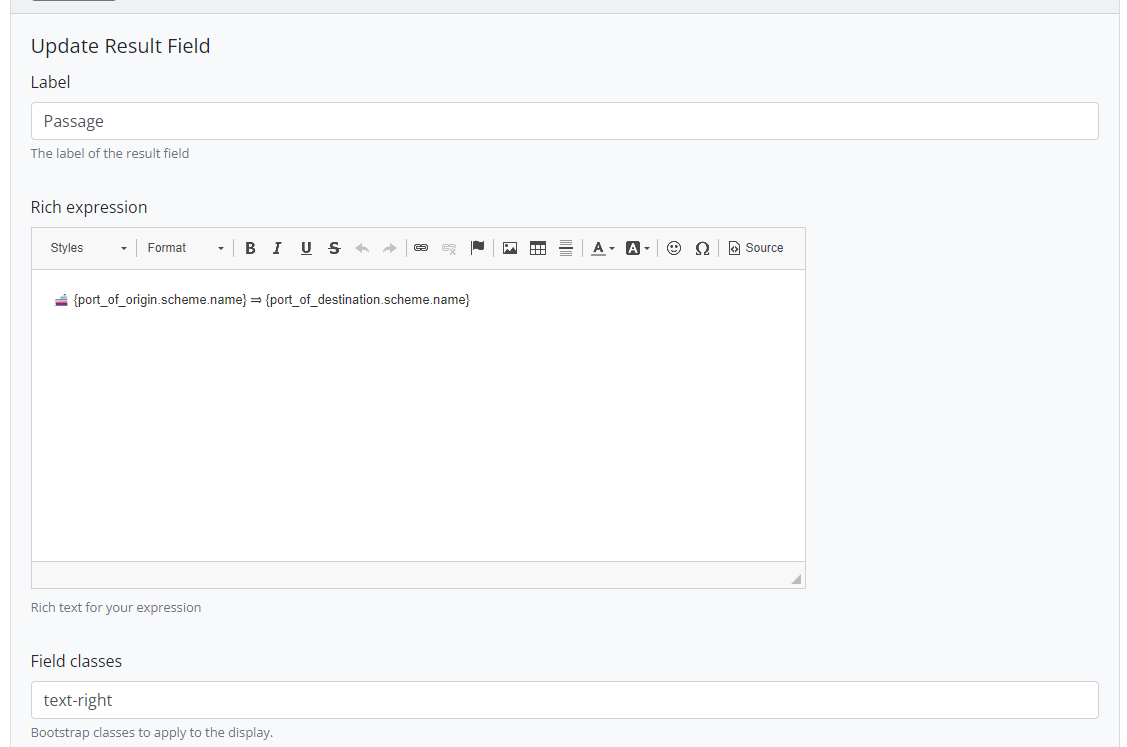 Update Result Field
Label
Passage
The label of the result field
Rich expression
Styles Format B I U S A A Ω Source
🚢 {port_of_origin.scheme.name} ⇒ {port_of_destination.scheme.name}
Rich text for your expression
Field classes
text-right
Bootstrap classes to apply to the display.